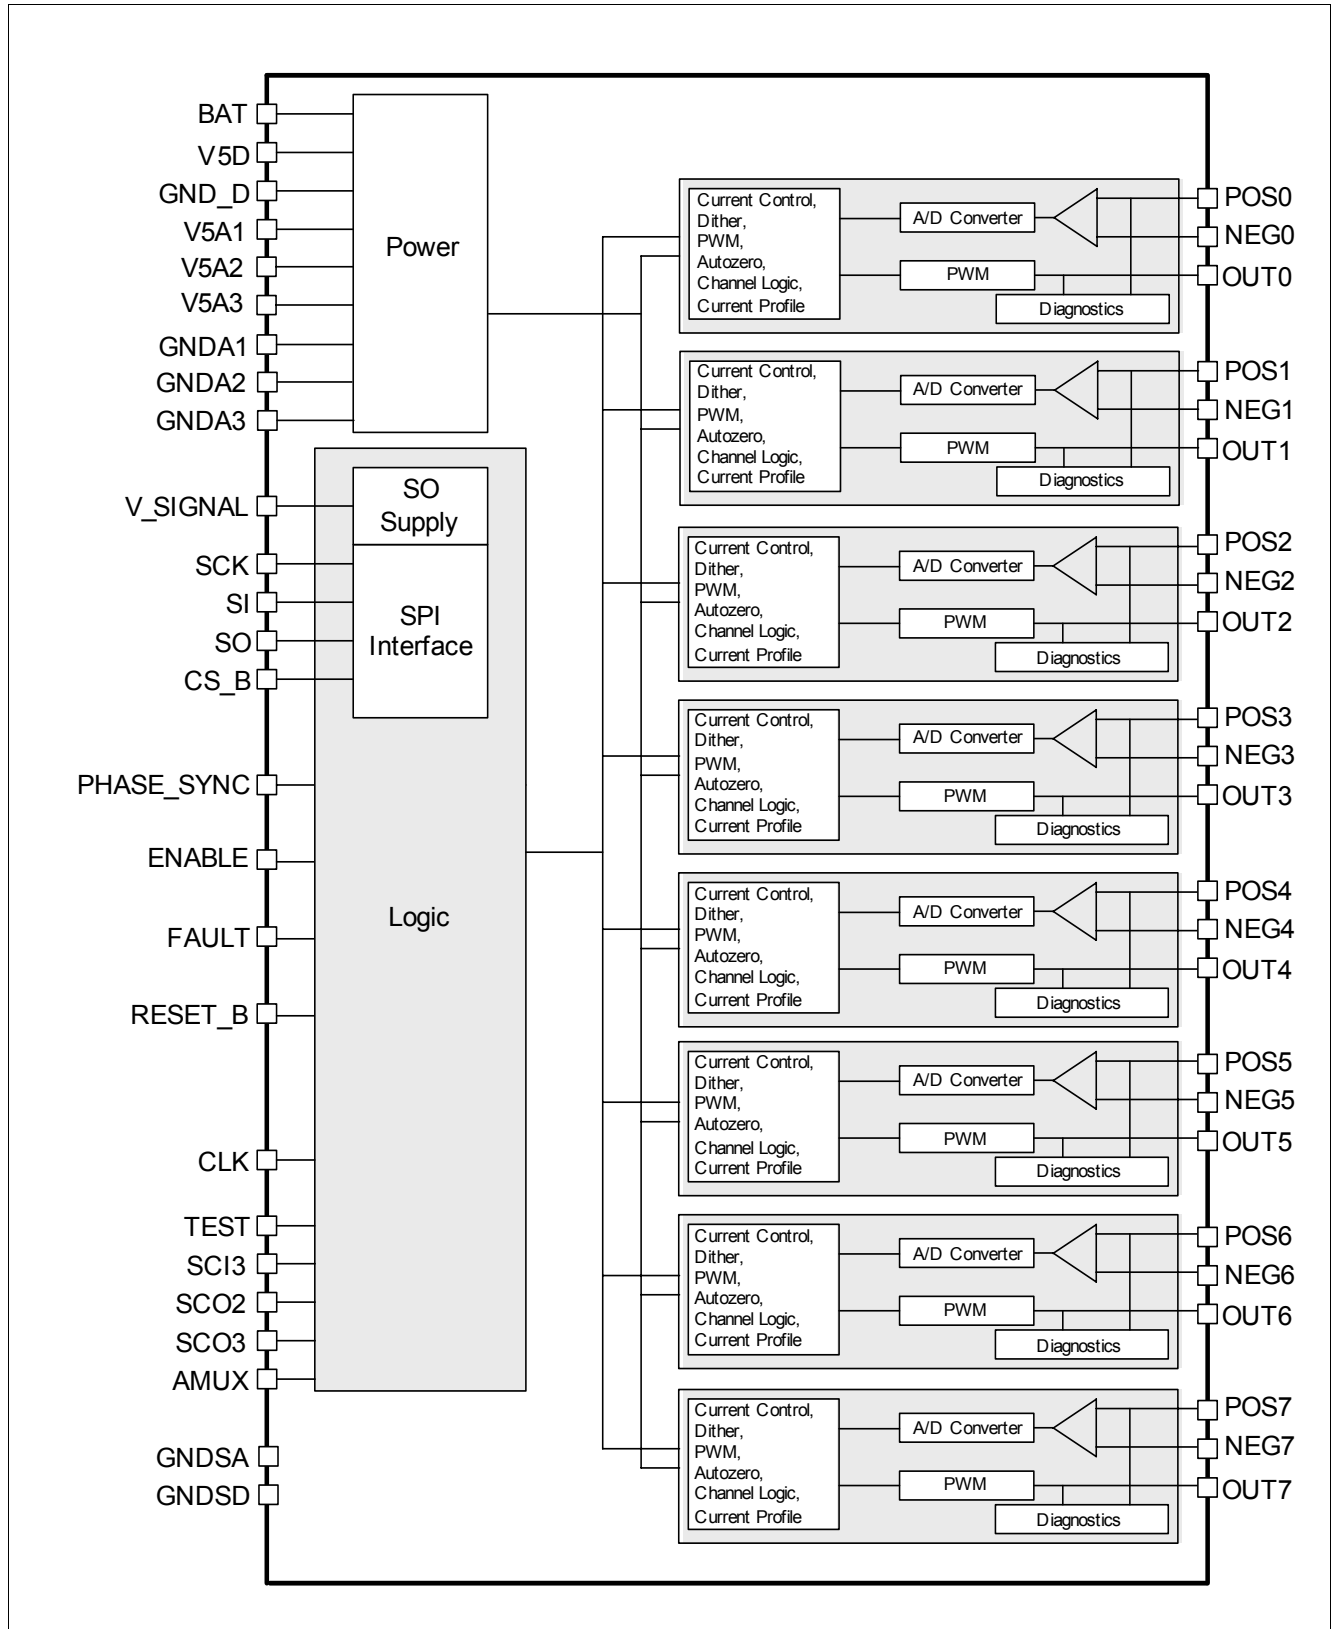 BAT
V5D
GND_D
V5A1
V5A2
V5A3
GNDA1
GNDA2
GNDA3
Power
V_SIGNAL
SCK
SI
SO
CS_B
SO
Supply
SPI
Interface
PHASE_SYNC
ENABLE
FAULT
RESET_B
CLK
TEST
SCI3
SCO2
SCO3
AMUX
Logic
GNDSA
GNDSD
Current Control,
Dither,
PWM,
Autozero,
Channel Logic,
Current Profile
A/D Converter
PWM
Diagnostics
POS0
NEG0
OUT0
Current Control,
Dither,
PWM,
Autozero,
Channel Logic,
Current Profile
A/D Converter
PWM
Diagnostics
POS1
NEG1
OUT1
Current Control,
Dither,
PWM,
Autozero,
Channel Logic,
Current Profile
A/D Converter
PWM
Diagnostics
POS2
NEG2
OUT2
Current Control,
Dither,
PWM,
Autozero,
Channel Logic,
Current Profile
A/D Converter
PWM
Diagnostics
POS3
NEG3
OUT3
Current Control,
Dither,
PWM,
Autozero,
Channel Logic,
Current Profile
A/D Converter
PWM
Diagnostics
POS4
NEG4
OUT4
Current Control,
Dither,
PWM,
Autozero,
Channel Logic,
Current Profile
A/D Converter
PWM
Diagnostics
POS5
NEG5
OUT5
Current Control,
Dither,
PWM,
Autozero,
Channel Logic,
Current Profile
A/D Converter
PWM
Diagnostics
POS6
NEG6
OUT6
Current Control,
Dither,
PWM,
Autozero,
Channel Logic,
Current Profile
A/D Converter
PWM
Diagnostics
POS7
NEG7
OUT7